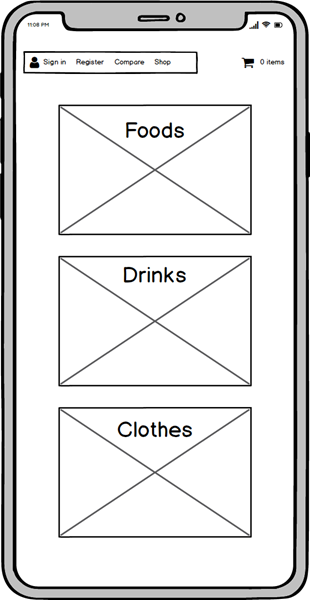 11:08 PM
Sign in Register Compare Shop 0 items
Foods
Drinks
Clothes